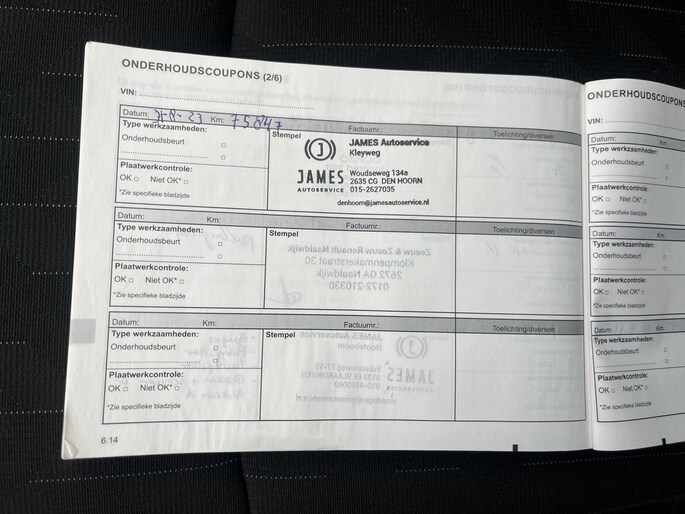 ONDERHOUDSCOUPONS (2/6)
VIN:
Datum: Km: 75847 Factuurnr.: Toelichting/diversen
Type werkzaamheden: Stempel
Onderhoudsbeurt
Plaatwerkcontrole:
OK Niet OK*
*Zie specifieke bladzijde
JAMES Autoservice
Kleyweg
JAMES
AUTOSERVICE
Woudseweg 134a
2635 CG DEN HOORN
015-2627035
denhoorn@jamesautoservice.nl
Datum: Km: Factuurnr.: Toelichting/diversen
Type werkzaamheden: Stempel
Onderhoudsbeurt
Plaatwerkcontrole:
OK Niet OK*
*Zie specifieke bladzijde
Datum: Km: Factuurnr.: Toelichting/diversen
Type werkzaamheden: Stempel
Onderhoudsbeurt
Plaatwerkcontrole:
OK Niet OK*
*Zie specifieke bladzijde
6.14
ONDERHOUDSCOUPONS
VIN:
Datum: Km
Type werkzaamheden:
Onderhoudsbeurt
Plaatwerkcontrole:
OK Niet OK*
*Zie specifieke bladzijde
Datum: Km
Type werkzaamheden:
Onderhoudsbeurt
Plaatwerkcontrole:
OK Niet OK*
*Zie specifieke bladzijde
Datum: Km
Type werkzaamheden:
Onderhoudsbeurt
Plaatwerkcontrole:
OK Niet OK*
*Zie specifieke bladzijde